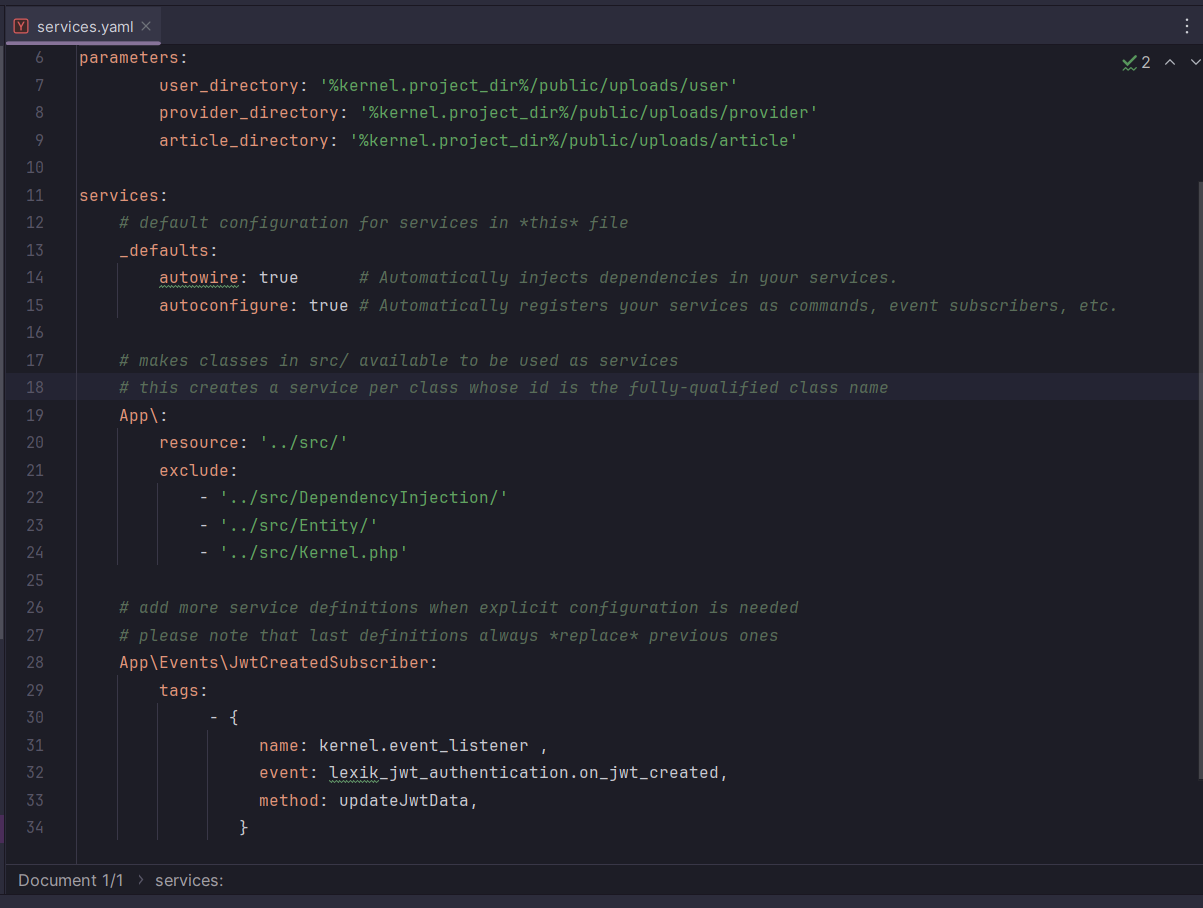 Y services.yaml
2
6 parameters:
7 user_directory: '%kernel.project_dir%/public/uploads/user'
8 provider_directory: '%kernel.project_dir%/public/uploads/provider'
9 article_directory: '%kernel.project_dir%/public/uploads/article'
10
11 services:
12 # default configuration for services in *this* file
13 _defaults:
14 autowire: true      # Automatically injects dependencies in your services.
15 autoconfigure: true # Automatically registers your services as commands, event subscribers, etc.
16
17 # makes classes in src/ available to be used as services
18 # this creates a service per class whose id is the fully-qualified class name
19 App\:
20 resource: '../src/'
21 exclude:
22 - '../src/DependencyInjection/'
23 - '../src/Entity/'
24 - '../src/Kernel.php'
25
26 # add more service definitions when explicit configuration is needed
27 # please note that last definitions always *replace* previous ones
28 App\Events\JwtCreatedSubscriber:
29 tags:
30 - {
31 name: kernel.event_listener ,
32 event: lexik_jwt_authentication.on_jwt_created,
33 method: updateJwtData,
34 }
Document 1/1 › services: